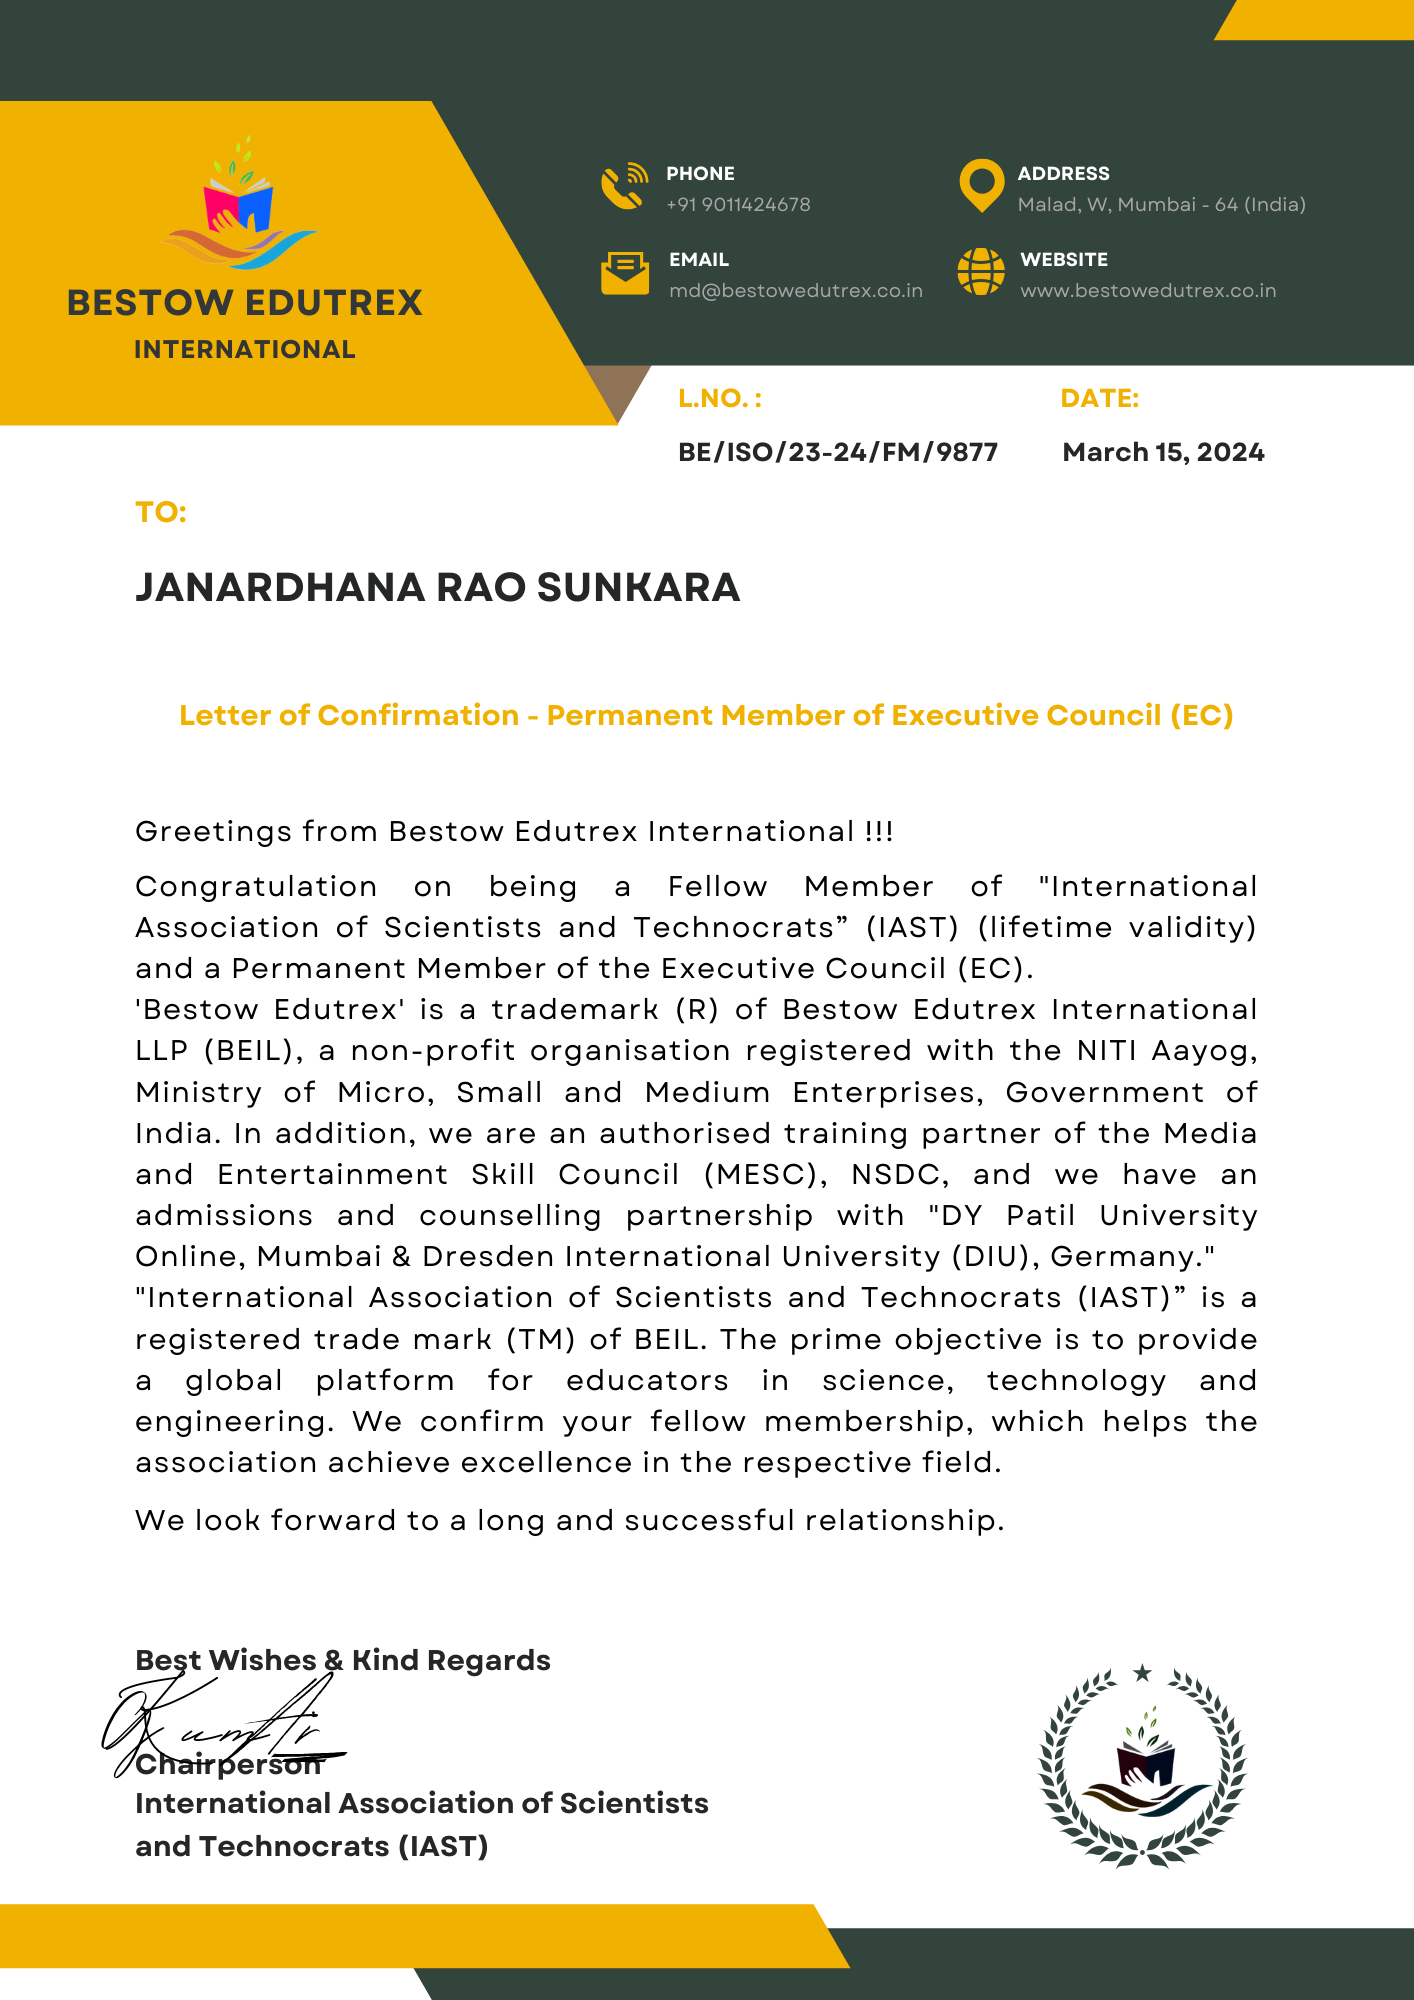 BESTOW EDUTREX
INTERNATIONAL
PHONE
+91 9011424678
ADDRESS
Malad, W, Mumbai - 64 (India)
EMAIL
md@bestowedutrex.co.in
WEBSITE
www.bestowedutrex.co.in
L.NO. :
DATE:
BE/ISO/23-24/FM/9877
March 15, 2024
TO:
JANARDHANA RAO SUNKARA
Letter of Confirmation - Permanent Member of Executive Council (EC)
Greetings from Bestow Edutrex International !!!
Congratulation on being a Fellow Member of "International
Association of Scientists and Technocrats” (IAST) (lifetime validity)
and a Permanent Member of the Executive Council (EC).
'Bestow Edutrex' is a trademark (R) of Bestow Edutrex International
LLP (BEIL), a non-profit organisation registered with the NITI Aayog,
Ministry of Micro, Small and Medium Enterprises, Government of
India. In addition, we are an authorised training partner of the Media
and Entertainment Skill Council (MESC), NSDC, and we have an
admissions and counselling partnership with "DY Patil University
Online, Mumbai & Dresden International University (DIU), Germany."
"International Association of Scientists and Technocrats (IAST)” is a
registered trade mark (TM) of BEIL. The prime objective is to provide
a global platform for educators in science, technology and
engineering. We confirm your fellow membership, which helps the
association achieve excellence in the respective field.
We look forward to a long and successful relationship.
Best Wishes & Kind Regards
Chairperson
International Association of Scientists
and Technocrats (IAST)